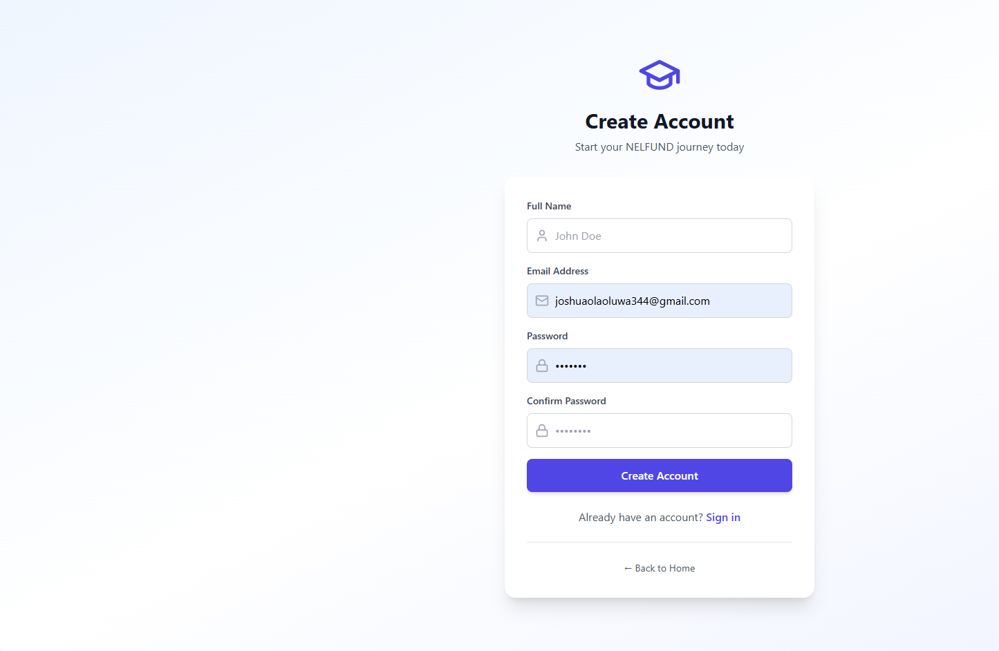 Create Account
Start your NELFUND journey today
Full Name
John Doe
Email Address
joshuaolaoluwa344@gmail.com
Password
•••••••
Confirm Password
••••••••
Create Account
Already have an account? Sign in
← Back to Home